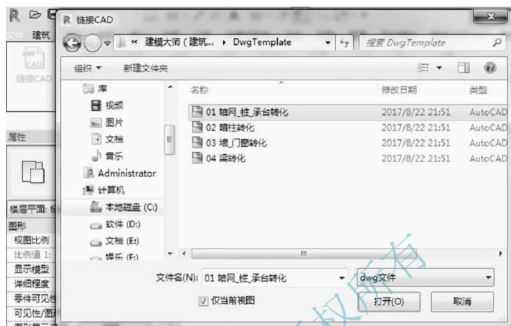 链接CAD
建筑
« 建模大师 (建筑... ▸ DwgTemplate
搜索 DwgTemplate
CAD
链接CAD
组织
新建文件夹
名称
修改日期
类型
库
视频
图片
文档
音乐
Administrator
计算机
本地磁盘 (C:)
软件 (D:)
文档 (E:)
娱乐 (F:)
01 轴网_桩_承台转化
2017/8/22 21:51
AutoCAD
02 暗柱转化
2017/8/22 21:51
AutoCAD
03 墙_门窗转化
2017/8/22 21:51
AutoCAD
04 梁转化
2017/8/22 21:51
AutoCAD
属性
楼层平面:
图形
视图比例
比例值 1:
显示模型
详细程度
零件可见
可见性/图
文件名(N):
01 轴网_桩_承台转化
dwg文件
仅当前视图
打开(O)
取消
权所有